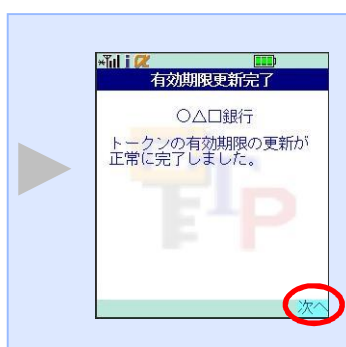 有効期限更新完了
○△□銀行
トークンの有効期限の更新が
正常に完了しました。
次へ